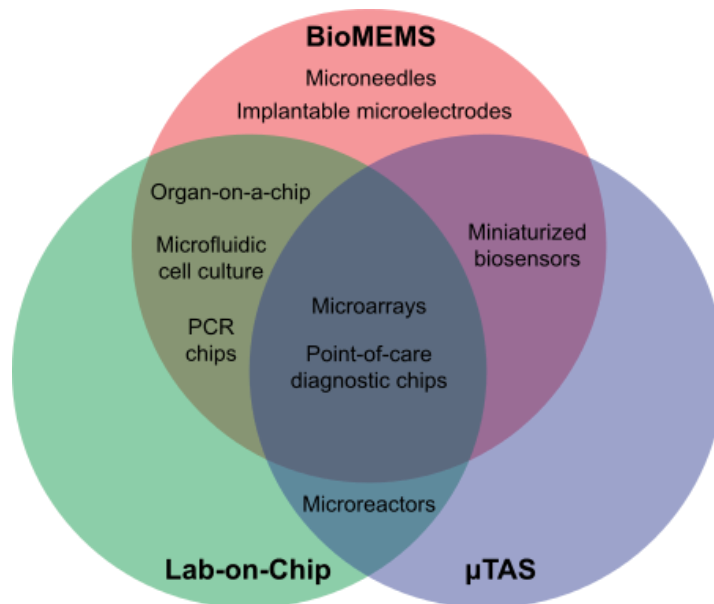 BioMEMS
Microneedles
Implantable microelectrodes
Organ-on-a-chip
Microfluidic
cell culture
PCR
chips
Miniaturized
biosensors
Microarrays
Point-of-care
diagnostic chips
Microreactors
Lab-on-Chip
µTAS